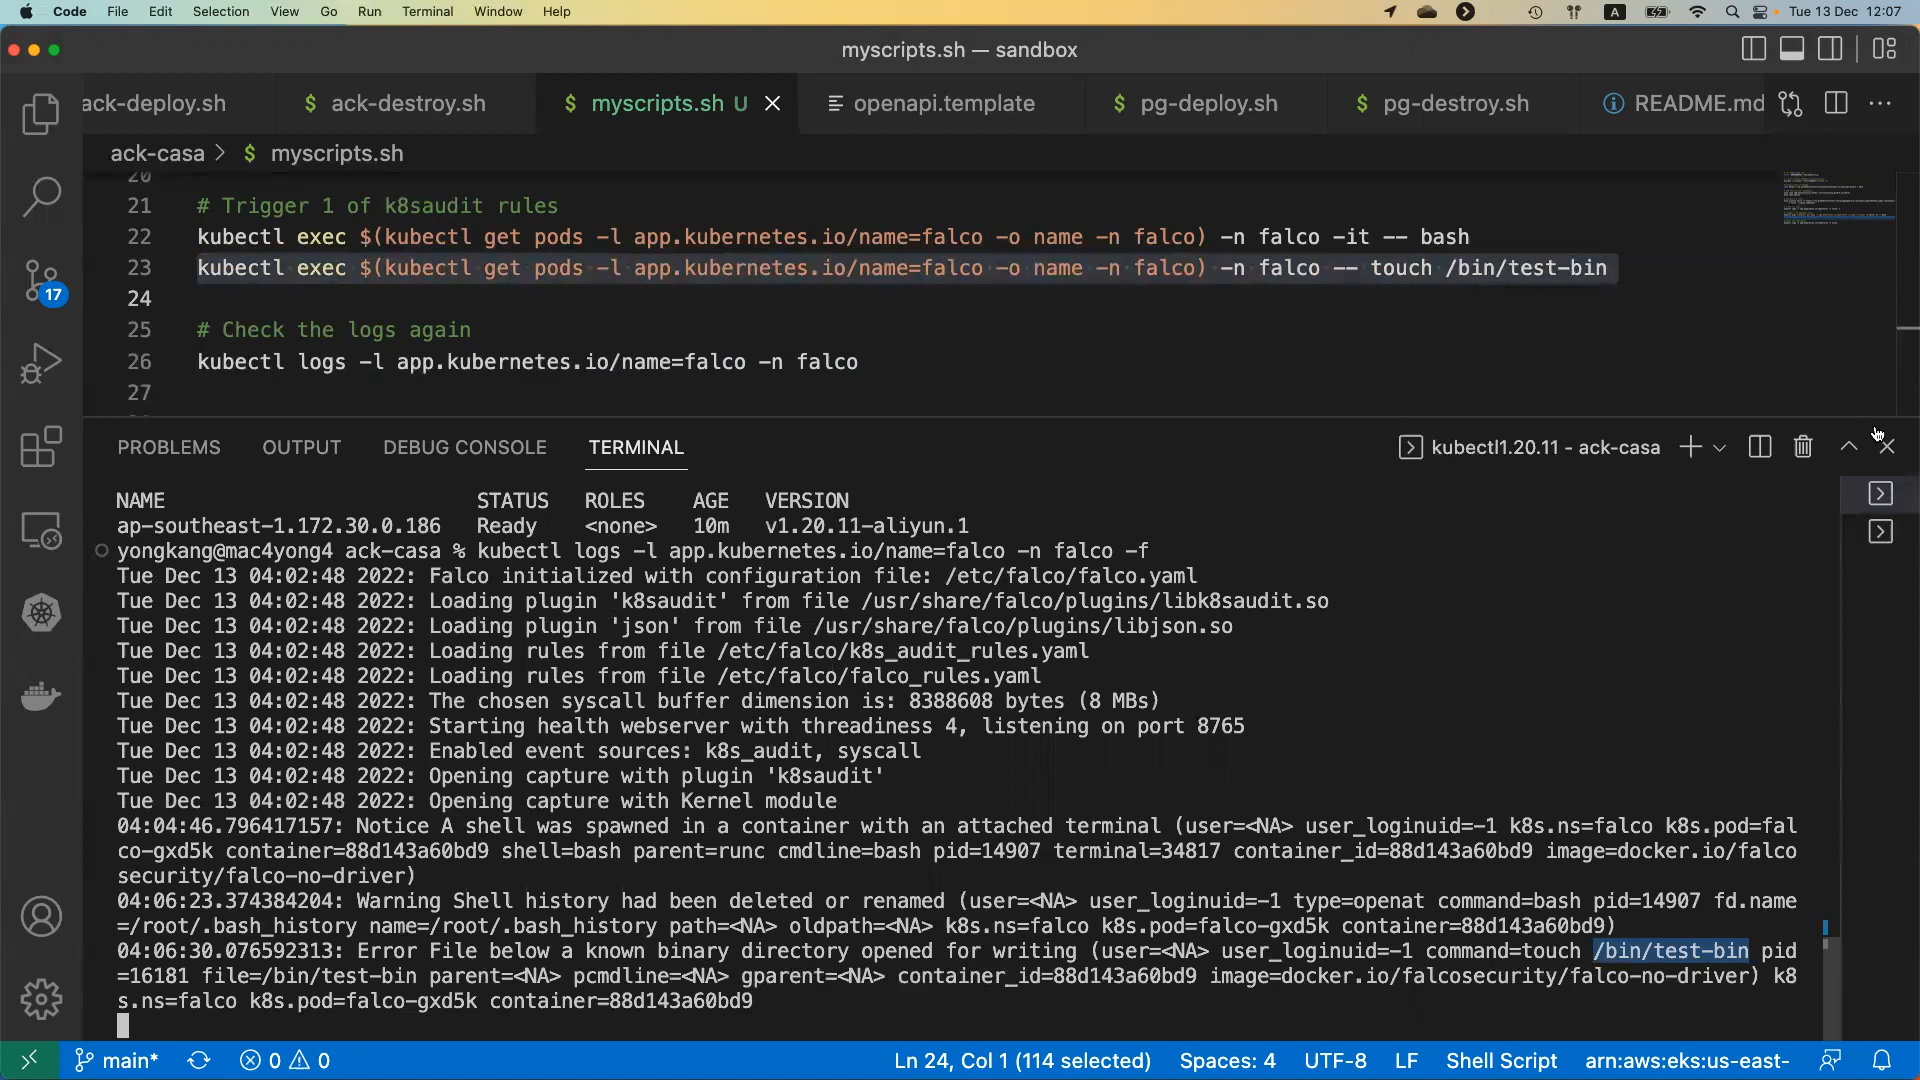 Code File Edit Selection View Go Run Terminal Window Help A Tue 13 Dec 12:07
myscripts.sh — sandbox
ack-deploy.sh $ ack-destroy.sh $ myscripts.sh U openapi.template $ pg-deploy.sh $ pg-destroy.sh README.md
ack-casa > $ myscripts.sh
20
21 # Trigger 1 of k8saudit rules
22 kubectl exec $(kubectl get pods -l app.kubernetes.io/name=falco -o name -n falco) -n falco -it -- bash
23 kubectl exec $(kubectl get pods -l app.kubernetes.io/name=falco -o name -n falco) -n falco -- touch /bin/test-bin
24
25 # Check the logs again
26 kubectl logs -l app.kubernetes.io/name=falco -n falco
27
17
PROBLEMS OUTPUT DEBUG CONSOLE TERMINAL kubectl1.20.11 - ack-casa
NAME STATUS ROLES AGE VERSION
ap-southeast-1.172.30.0.186 Ready <none> 10m v1.20.11-aliyun.1
yongkang@mac4yong4 ack-casa % kubectl logs -l app.kubernetes.io/name=falco -n falco -f
Tue Dec 13 04:02:48 2022: Falco initialized with configuration file: /etc/falco/falco.yaml
Tue Dec 13 04:02:48 2022: Loading plugin 'k8saudit' from file /usr/share/falco/plugins/libk8saudit.so
Tue Dec 13 04:02:48 2022: Loading plugin 'json' from file /usr/share/falco/plugins/libjson.so
Tue Dec 13 04:02:48 2022: Loading rules from file /etc/falco/k8s_audit_rules.yaml
Tue Dec 13 04:02:48 2022: Loading rules from file /etc/falco/falco_rules.yaml
Tue Dec 13 04:02:48 2022: The chosen syscall buffer dimension is: 8388608 bytes (8 MBs)
Tue Dec 13 04:02:48 2022: Starting health webserver with threadiness 4, listening on port 8765
Tue Dec 13 04:02:48 2022: Enabled event sources: k8s_audit, syscall
Tue Dec 13 04:02:48 2022: Opening capture with plugin 'k8saudit'
Tue Dec 13 04:02:48 2022: Opening capture with Kernel module
04:04:46.796417157: Notice A shell was spawned in a container with an attached terminal (user=<NA> user_loginuid=-1 k8s.ns=falco k8s.pod=fal
co-gxd5k container=88d143a60bd9 shell=bash parent=runc cmdline=bash pid=14907 terminal=34817 container_id=88d143a60bd9 image=docker.io/falco
security/falco-no-driver)
04:06:23.374384204: Warning Shell history had been deleted or renamed (user=<NA> user_loginuid=-1 type=openat command=bash pid=14907 fd.name
=/root/.bash_history name=/root/.bash_history path=<NA> oldpath=<NA> k8s.ns=falco k8s.pod=falco-gxd5k container=88d143a60bd9)
04:06:30.076592313: Error File below a known binary directory opened for writing (user=<NA> user_loginuid=-1 command=touch /bin/test-bin pid
=16181 file=/bin/test-bin parent=<NA> pcmdline=<NA> gparent=<NA> container_id=88d143a60bd9 image=docker.io/falcosecurity/falco-no-driver) k8
s.ns=falco k8s.pod=falco-gxd5k container=88d143a60bd9
main* 0 0 Ln 24, Col 1 (114 selected) Spaces: 4 UTF-8 LF Shell Script arn:aws:eks:us-east-